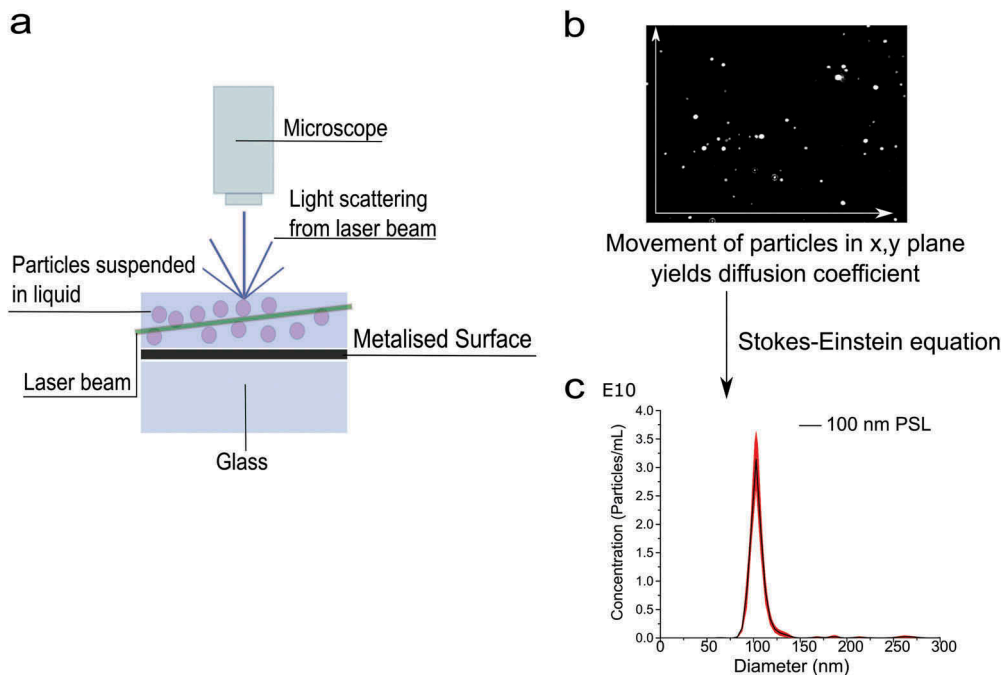 a
Microscope
Light scattering
from laser beam
Particles suspended
in liquid
Metalised Surface
Laser beam
Glass
b
Movement of particles in x,y plane
yields diffusion coefficient
Stokes-Einstein equation
c
E10
Concentration (Particles/mL)
4.0
3.5
3.0
2.5
2.0
1.5
1.0
0.5
0.0
100 nm PSL
0 50 100 150 200 250 300
Diameter (nm)